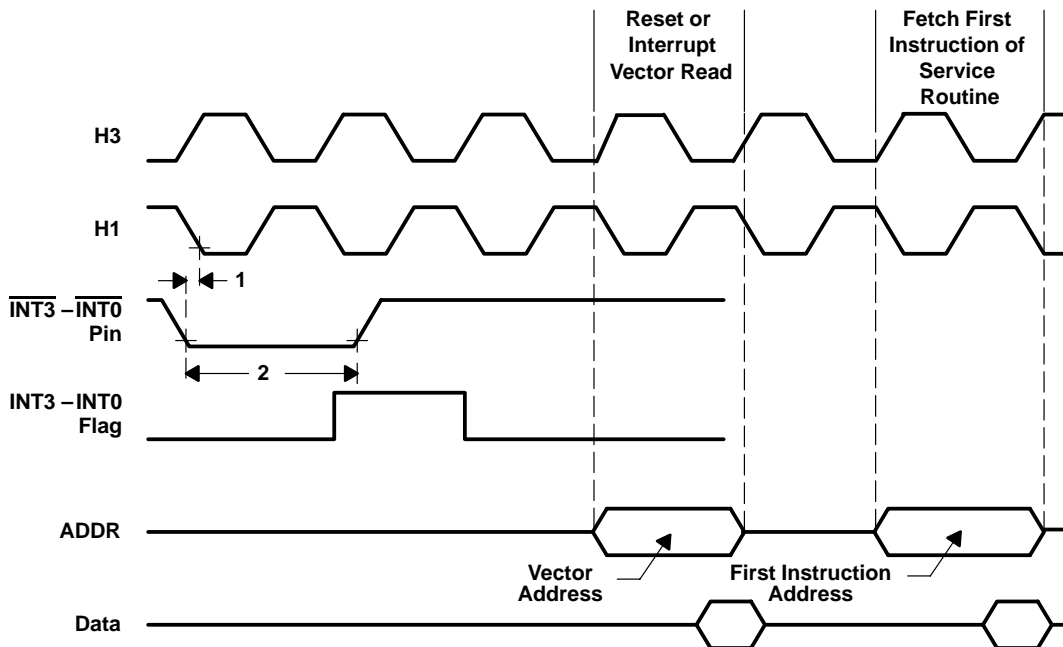 Reset or
Interrupt
Vector Read
Fetch First
Instruction of
Service
Routine
H3
H1
1
INT3 – INT0
Pin
2
INT3 – INT0
Flag
ADDR
Vector
Address
First Instruction
Address
Data